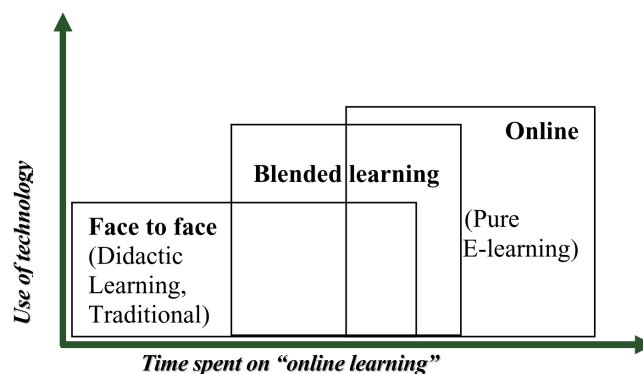 Use of technology
Online
Blended learning
Face to face
(Didactic
Learning,
Traditional)
(Pure
E-learning)
Time spent on “online learning”